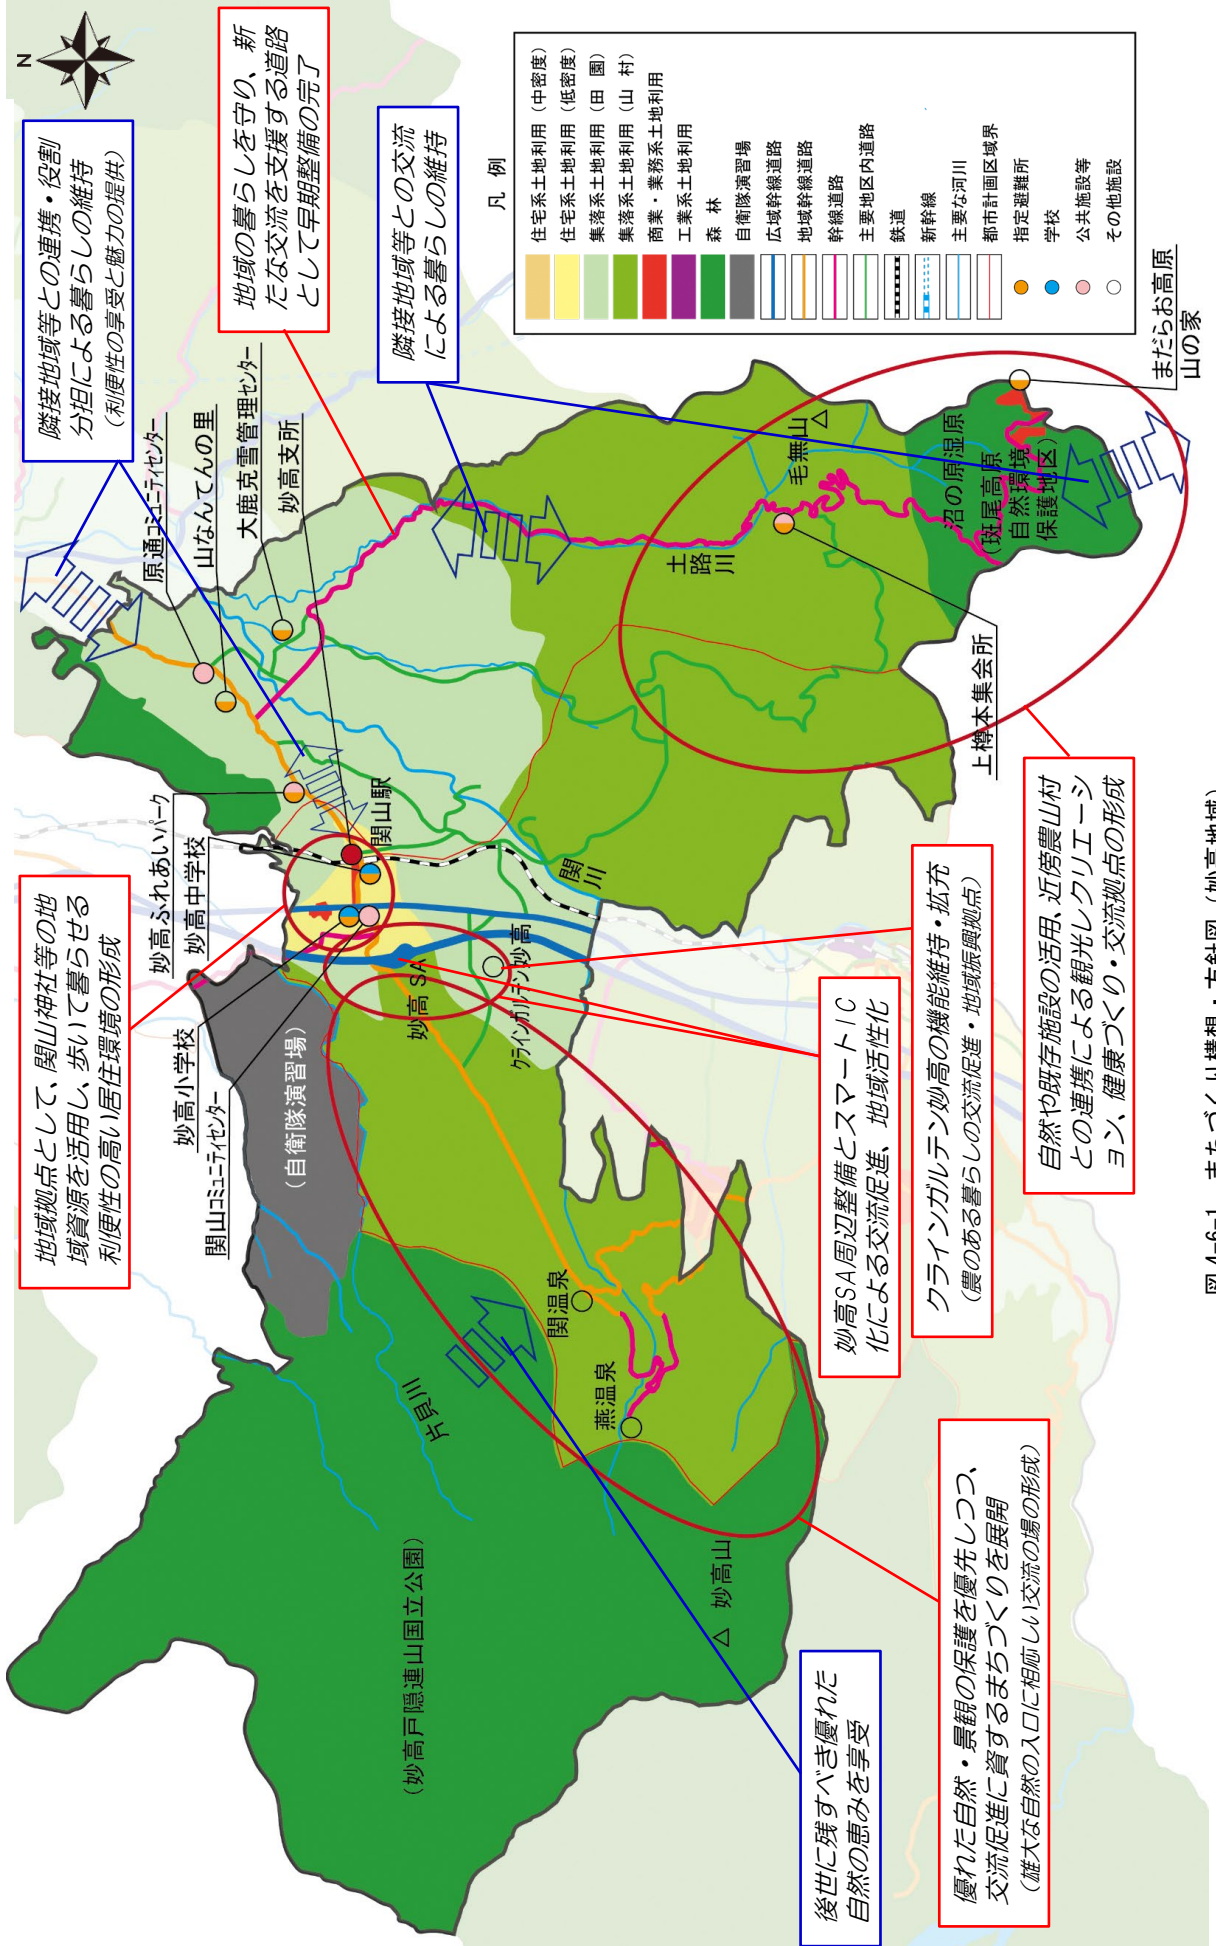 N
隣接地域等との連携・役割
分担による暮らしの維持
（利便性の享受と魅力の提供）
地域の暮らしを守り、新
たな交流を支援する道路
として早期整備の完了
隣接地域等との交流
による暮らしの維持
凡 例
住宅系土地利用（中密度）
住宅系土地利用（低密度）
集落系土地利用（田 園）
集落系土地利用（山 村）
商業・業務系土地利用
工業系土地利用
森 林
自衛隊演習場
広域幹線道路
地域幹線道路
幹線道路
主要地区内道路
鉄道
新幹線
主要な河川
都市計画区域界
指定避難所
学校
公共施設等
その他施設
原通コミュニティセンター
山なんてんの里
大鹿克雪管理センター
妙高支所
地域拠点として、関山神社等の地
域資源を活用し、歩いて暮らせる
利便性の高い居住環境の形成
妙高ふれあいパーク
妙高中学校
妙高小学校
関山コミュニティセンター
（自衛隊演習場）
関山駅
関川
妙高 SA
クラインガルテン妙高
土路川
毛無山
沼の原湿原
（斑尾高原
自然環境
保護地区）
まだらお高原
山の家
上樽本集会所
片貝川
関温泉
燕温泉
妙高山
（妙高戸隠連山国立公園）
自然や既存施設の活用、近傍農山村
との連携による観光レクリエーシ
ョン、健康づくり・交流拠点の形成
クラインガルテン妙高の機能維持・拡充
（農のある暮らしの交流促進・地域振興拠点）
妙高SA周辺整備とスマートIC
化による交流促進、地域活性化
優れた自然・景観の保護を優先しつつ、
交流促進に資するまちづくりを展開
（雄大な自然の入口に相応しい交流の場の形成）
後世に残すべき優れた
自然の恵みを享受
図 4-6-1 まちづくり構想・方針図（妙高地域）